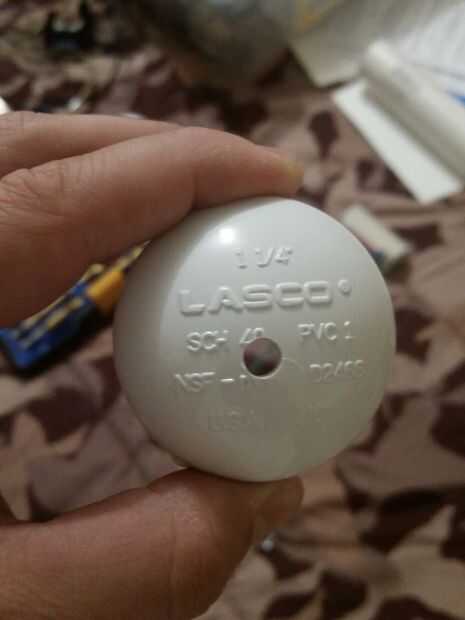 1 1/4"
LASCO®
SCH 40 PVC 1
NSF - D2466
USA